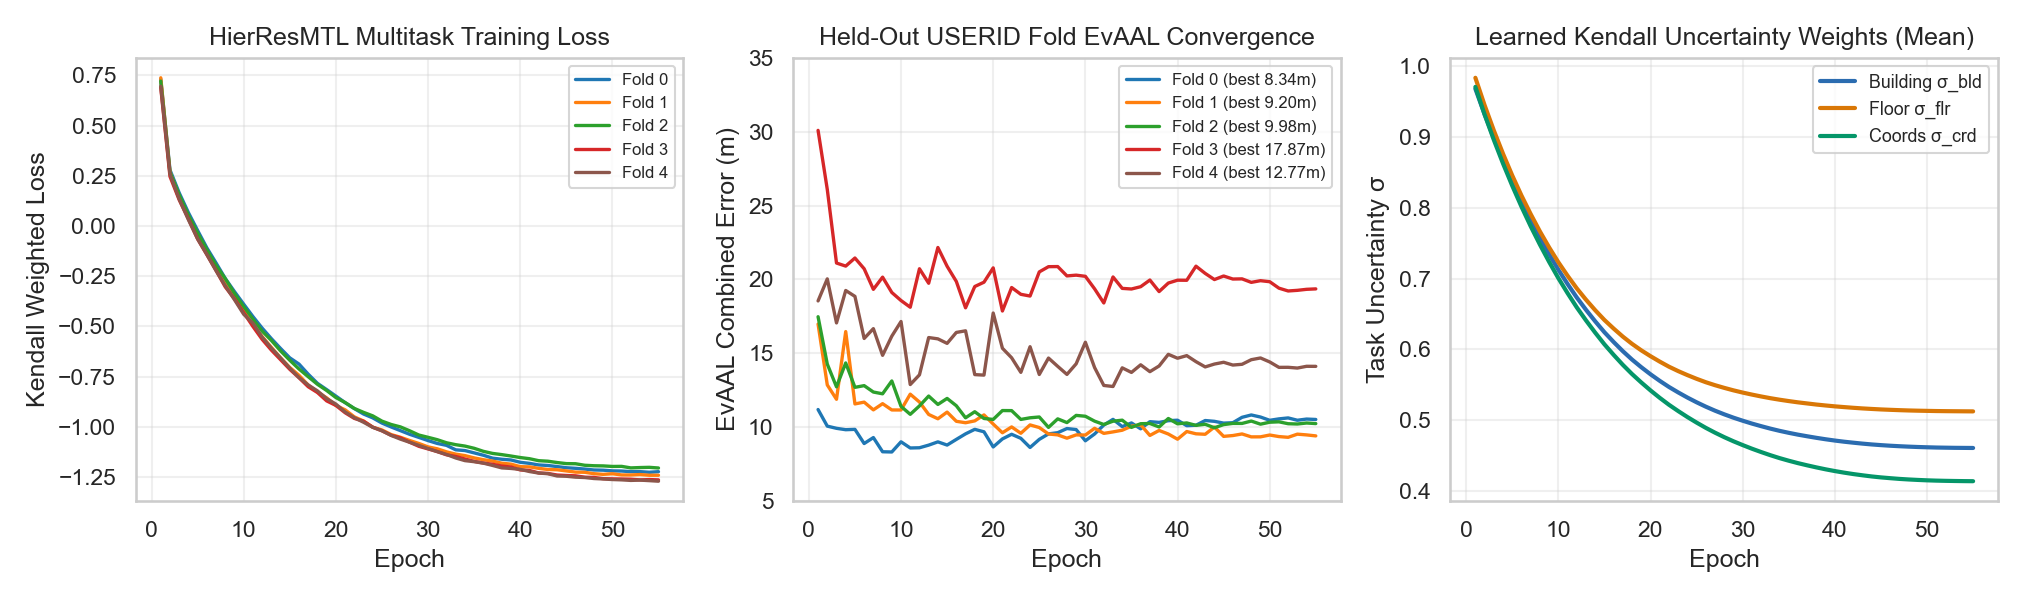 HierResMTL Multitask Training Loss
Kendall Weighted Loss
0.75
0.50
0.25
0.00
−0.25
−0.50
−0.75
−1.00
−1.25
0 10 20 30 40 50
Epoch
Fold 0
Fold 1
Fold 2
Fold 3
Fold 4
Held-Out USERID Fold EvAAL Convergence
EvAAL Combined Error (m)
35
30
25
20
15
10
5
0 10 20 30 40 50
Epoch
Fold 0 (best 8.34m)
Fold 1 (best 9.20m)
Fold 2 (best 9.98m)
Fold 3 (best 17.87m)
Fold 4 (best 12.77m)
Learned Kendall Uncertainty Weights (Mean)
Task Uncertainty σ
1.0
0.9
0.8
0.7
0.6
0.5
0.4
0 10 20 30 40 50
Epoch
Building σ_bld
Floor σ_flr
Coords σ_crd